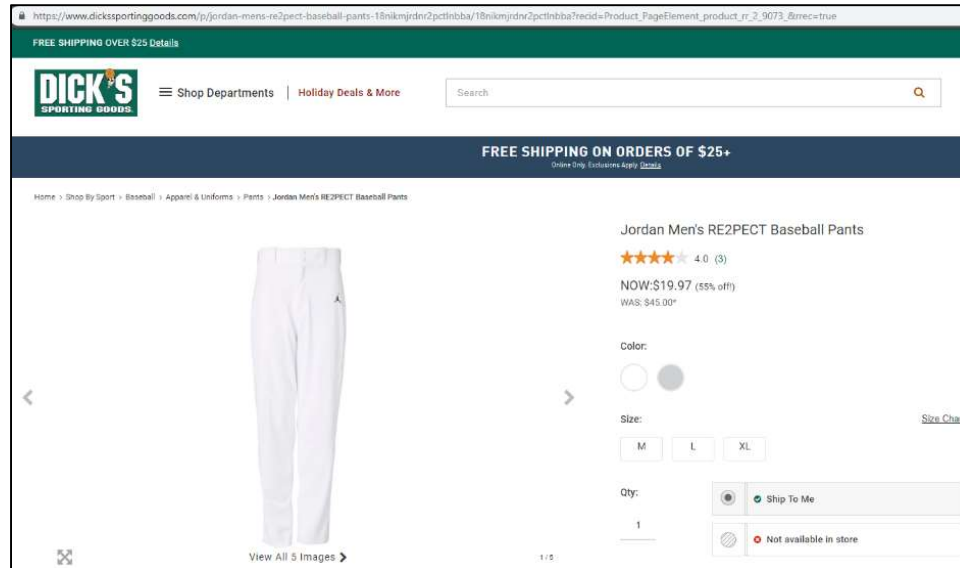 https://www.dickssportinggoods.com/p/jordan-mens-re2pect-baseball-pants-18nikmjrdnr2pctlnbba/18nikmjrdnr2pctlnbba?recid=Product_PageElement_product_rr_2_9073_&rrec=true
FREE SHIPPING OVER $25 Details
DICK'S
SPORTING GOODS
Shop Departments | Holiday Deals & More
Search
FREE SHIPPING ON ORDERS OF $25+
Online Only. Exclusions Apply. Details
Home > Shop By Sport > Baseball > Apparel & Uniforms > Pants > Jordan Men's RE2PECT Baseball Pants
Jordan Men's RE2PECT Baseball Pants
4.0 (3)
NOW:$19.97 (55% off!)
WAS: $45.00*
Color:
Size:
Size Cha
M L XL
Qty:
1
Ship To Me
Not available in store
View All 5 Images
1/5